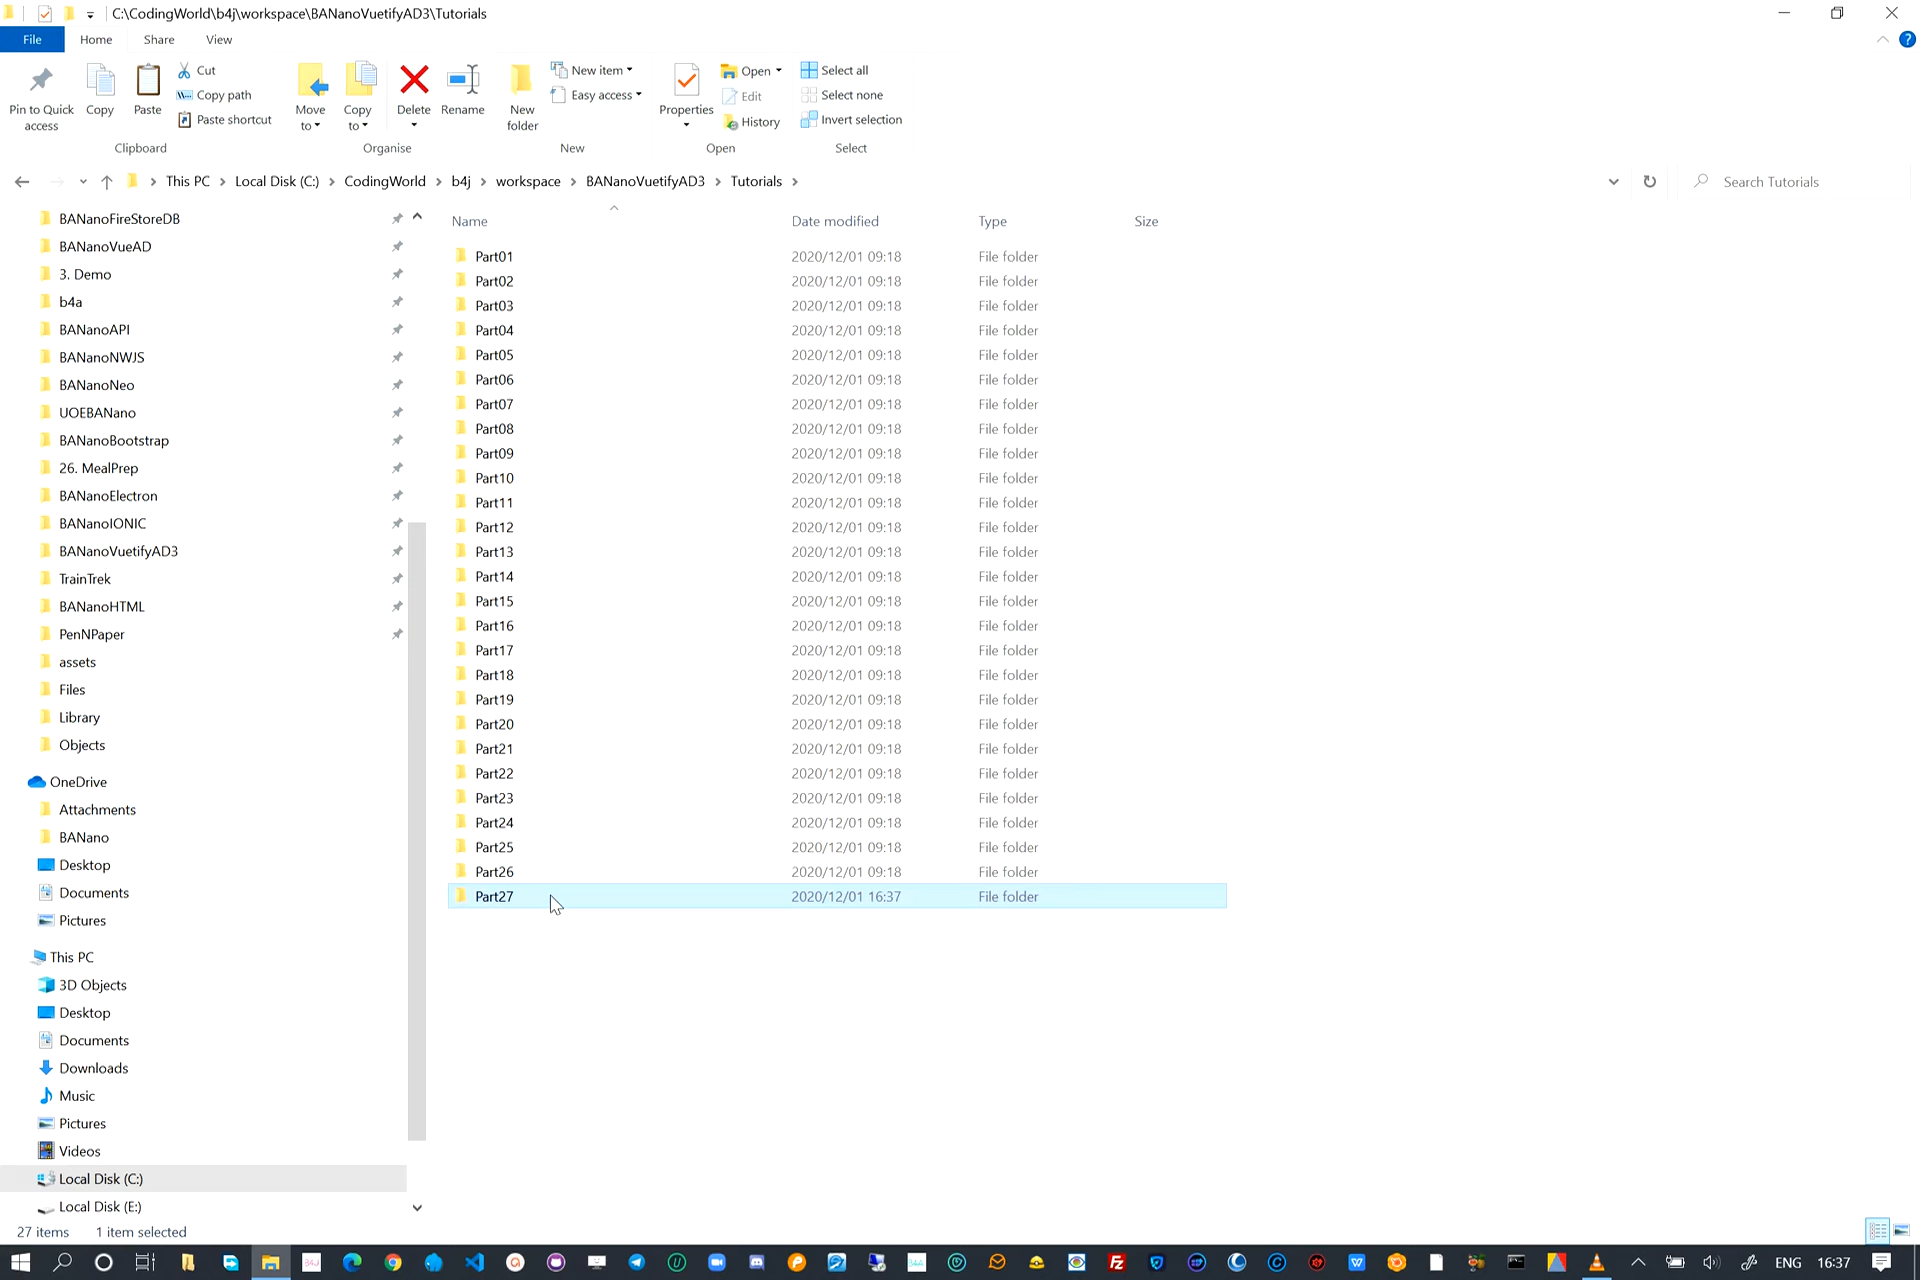 C:\CodingWorld\b4j\workspace\BANanoVuetifyAD3\Tutorials
File Home Share View
Pin to Quick access
Copy
Paste
Cut
Copy path
Paste shortcut
Clipboard
Move to
Copy to
Delete
Rename
Organise
New folder
New item
Easy access
New
Properties
Open
Edit
History
Open
Select all
Select none
Invert selection
Select
This PC > Local Disk (C:) > CodingWorld > b4j > workspace > BANanoVuetifyAD3 > Tutorials >
Search Tutorials
BANanoFireStoreDB
BANanoVueAD
3. Demo
b4a
BANanoAPI
BANanoNWJS
BANanoNeo
UOEBANano
BANanoBootstrap
26. MealPrep
BANanoElectron
BANanoIONIC
BANanoVuetifyAD3
TrainTrek
BANanoHTML
PenNPaper
assets
Files
Library
Objects
OneDrive
Attachments
BANano
Desktop
Documents
Pictures
This PC
3D Objects
Desktop
Documents
Downloads
Music
Pictures
Videos
Local Disk (C:)
Local Disk (E:)
Name Date modified Type Size
Part01 2020/12/01 09:18 File folder
Part02 2020/12/01 09:18 File folder
Part03 2020/12/01 09:18 File folder
Part04 2020/12/01 09:18 File folder
Part05 2020/12/01 09:18 File folder
Part06 2020/12/01 09:18 File folder
Part07 2020/12/01 09:18 File folder
Part08 2020/12/01 09:18 File folder
Part09 2020/12/01 09:18 File folder
Part10 2020/12/01 09:18 File folder
Part11 2020/12/01 09:18 File folder
Part12 2020/12/01 09:18 File folder
Part13 2020/12/01 09:18 File folder
Part14 2020/12/01 09:18 File folder
Part15 2020/12/01 09:18 File folder
Part16 2020/12/01 09:18 File folder
Part17 2020/12/01 09:18 File folder
Part18 2020/12/01 09:18 File folder
Part19 2020/12/01 09:18 File folder
Part20 2020/12/01 09:18 File folder
Part21 2020/12/01 09:18 File folder
Part22 2020/12/01 09:18 File folder
Part23 2020/12/01 09:18 File folder
Part24 2020/12/01 09:18 File folder
Part25 2020/12/01 09:18 File folder
Part26 2020/12/01 09:18 File folder
Part27 2020/12/01 16:37 File folder
27 items 1 item selected
ENG 16:37